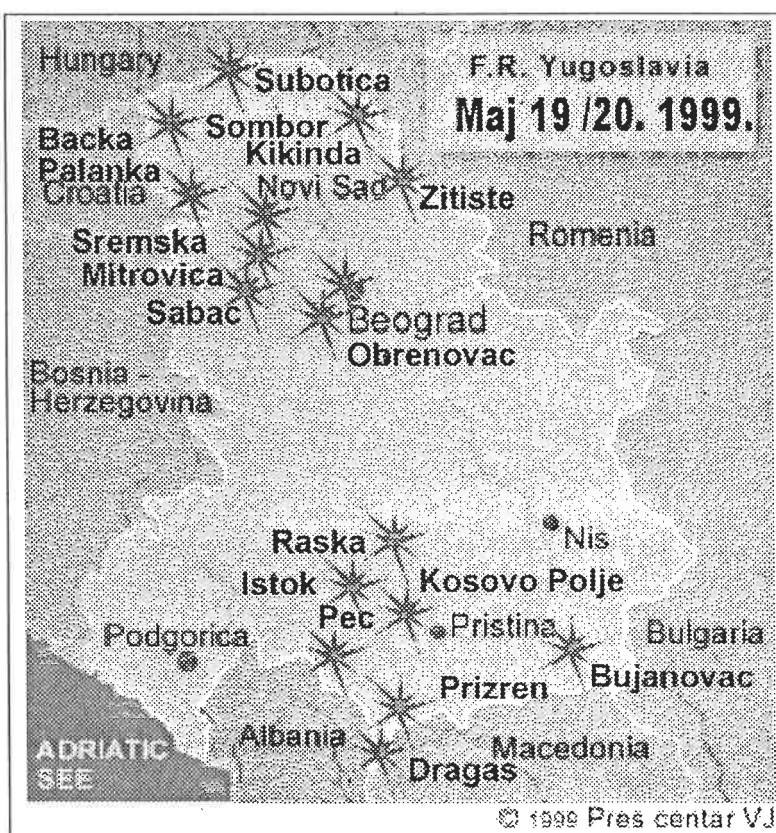 Hungary
F.R. Yugoslavia
Maj 19 /20. 1999.
Subotica
Backa
Palanka
Sombor
Kikinda
Croatia
Novi Sad
Zitiste
Sremska
Mitrovica
Romenia
Sabac
Beograd
Obrenovac
Bosnia -
Herzegovina
Raska
Nis
Istok
Kosovo Polje
Pec
Podgorica
Pristina
Bulgaria
Prizren
Bujanovac
ADRIATIC
SEE
Albania
Macedonia
Dragas
© 1999 Pres centar VJ